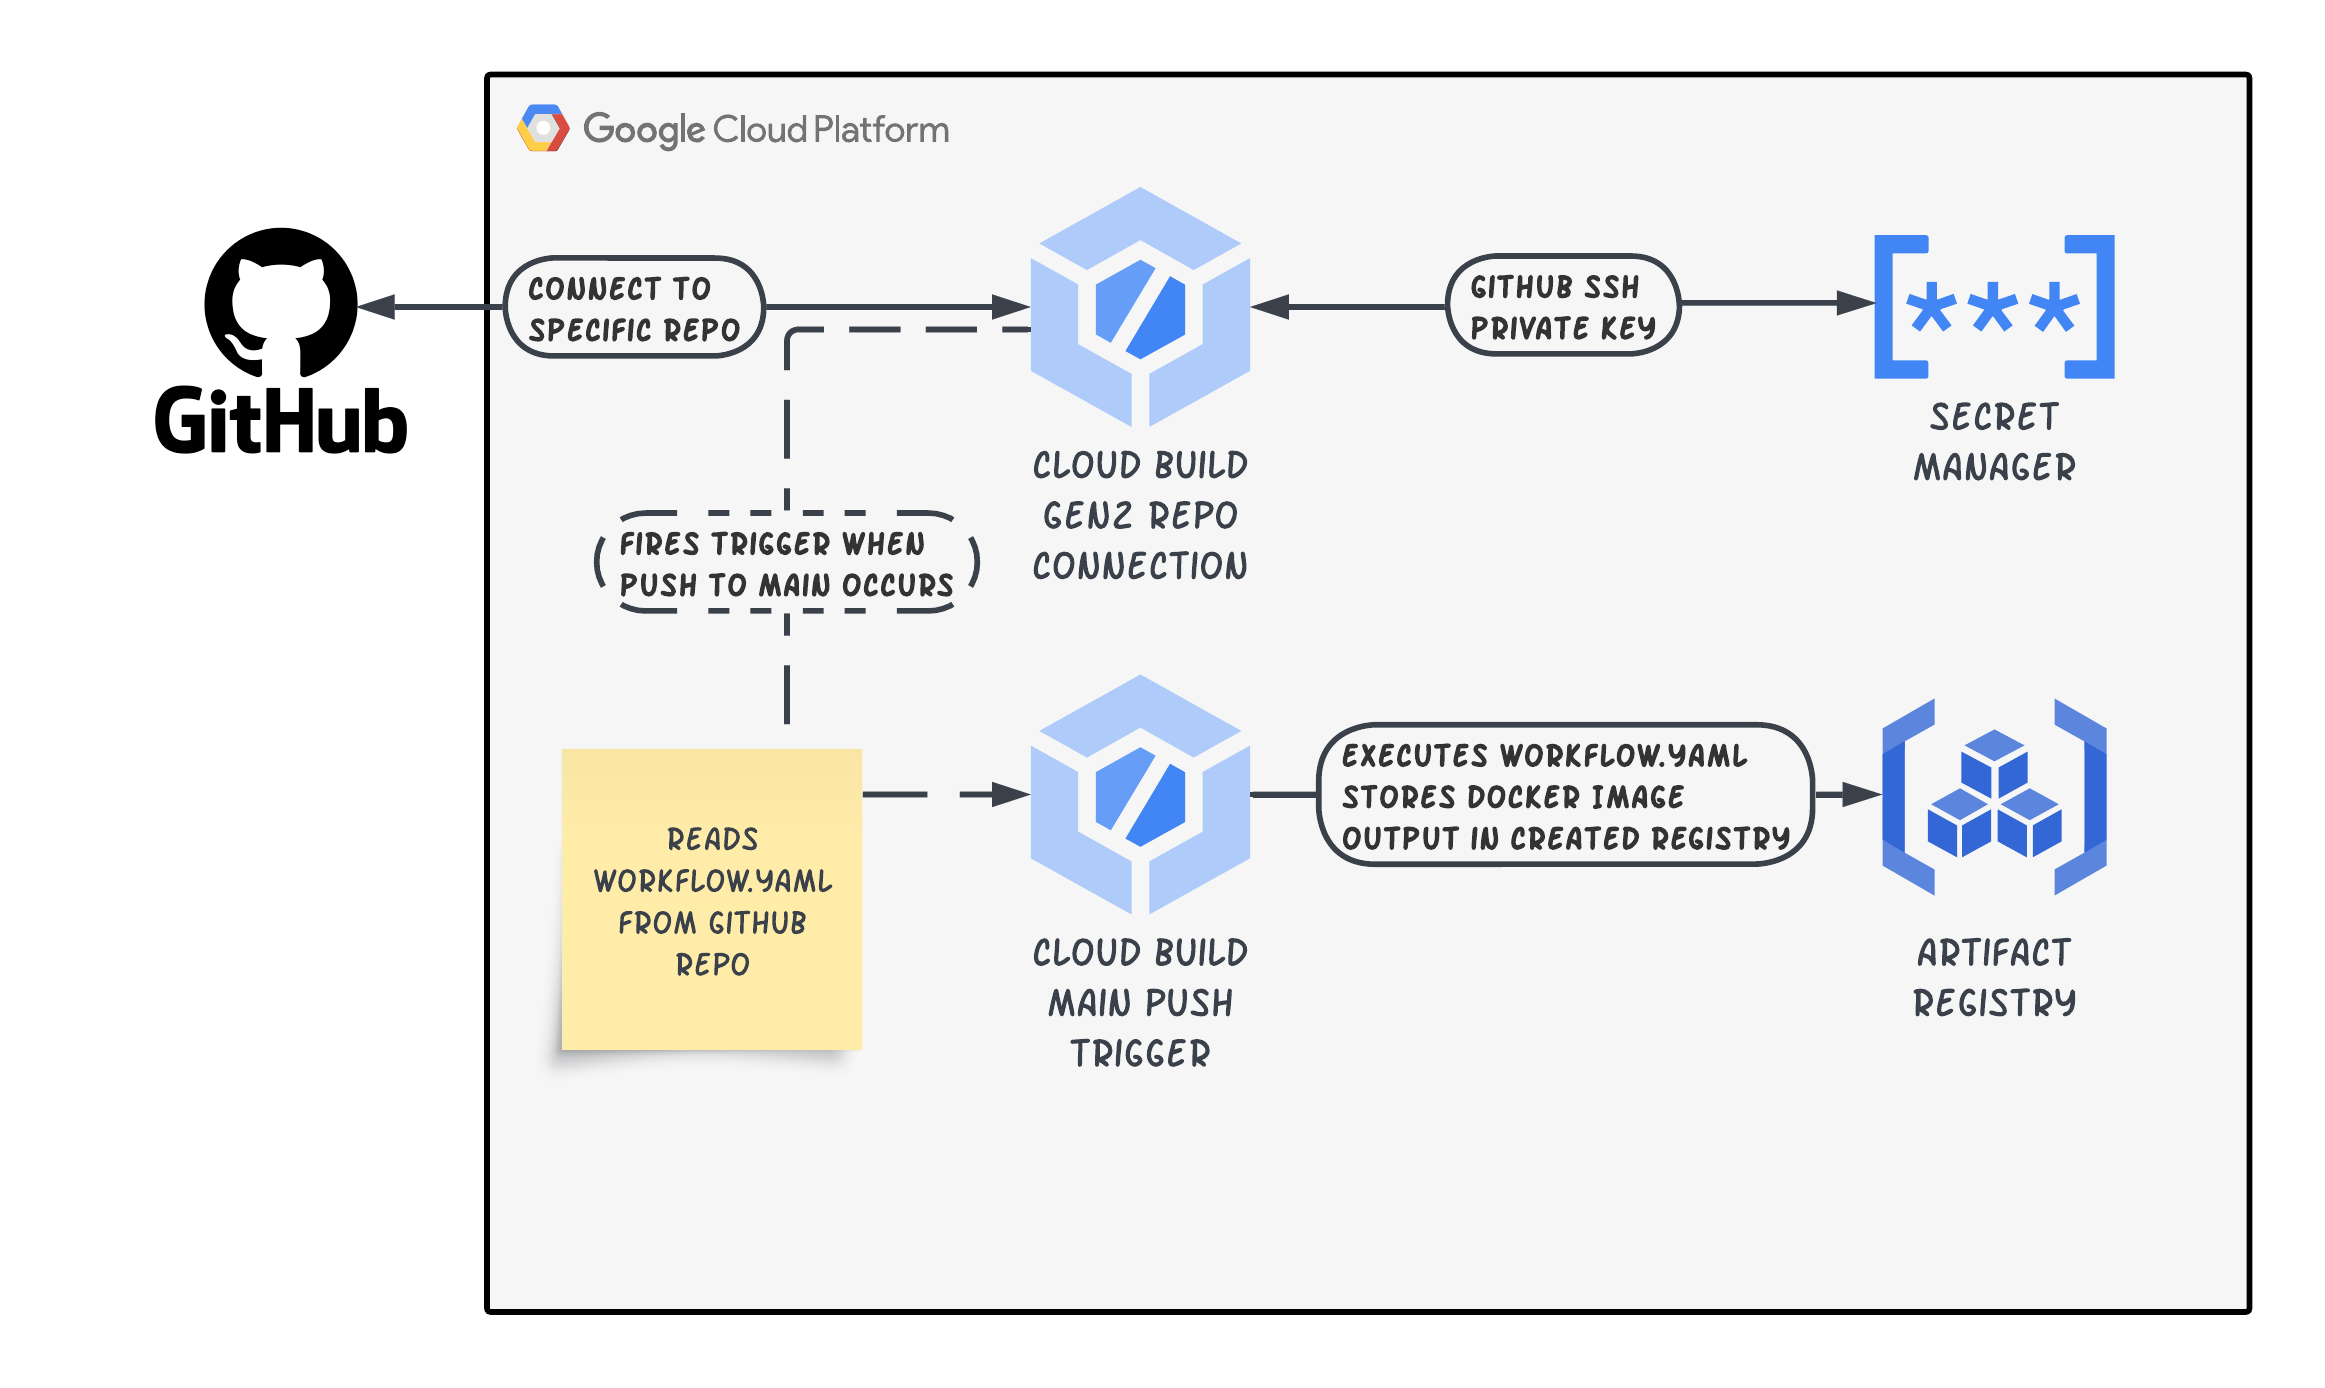 Google Cloud Platform
GitHub
CONNECT TO
SPECIFIC REPO
GITHUB SSH
PRIVATE KEY
SECRET
MANAGER
CLOUD BUILD
GEN2 REPO
CONNECTION
FIRES TRIGGER WHEN
PUSH TO MAIN OCCURS
READS
WORKFLOW.YAML
FROM GITHUB
REPO
CLOUD BUILD
MAIN PUSH
TRIGGER
EXECUTES WORKFLOW.YAML
STORES DOCKER IMAGE
OUTPUT IN CREATED REGISTRY
ARTIFACT
REGISTRY